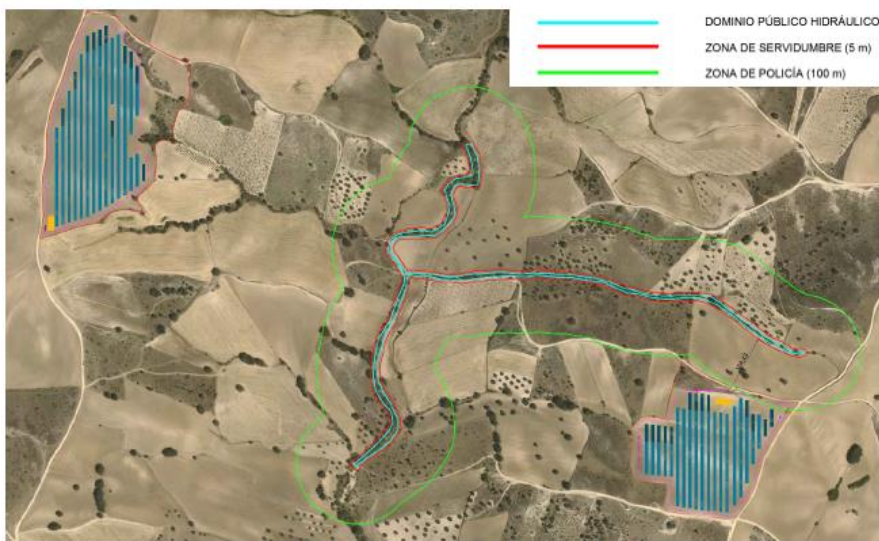 DOMINIO PÚBLICO HIDRÁULICO
ZONA DE SERVIDUMBRE (5 m)
ZONA DE POLICÍA (100 m)